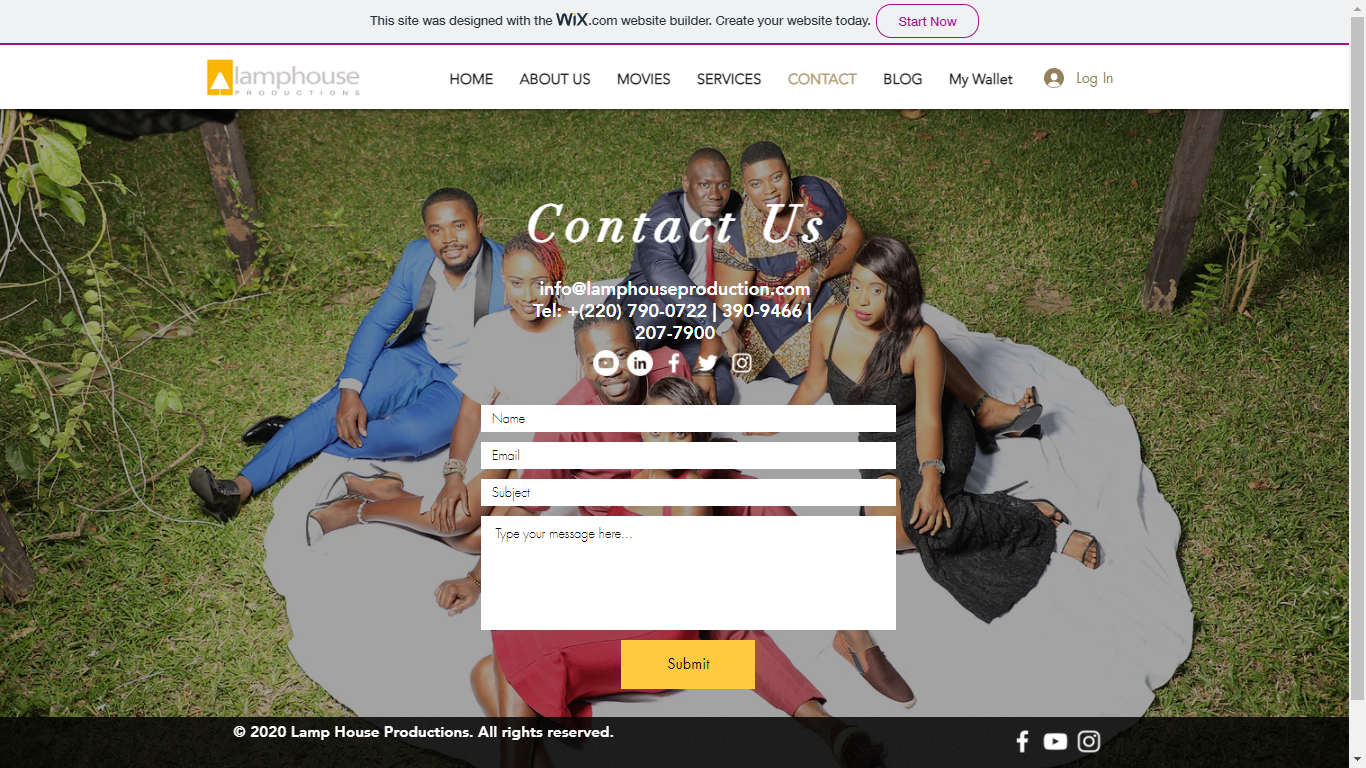 This site was designed with the WiX.com website builder. Create your website today. Start Now
lamphouse
PRODUCTIONS
HOME ABOUT US MOVIES SERVICES CONTACT BLOG My Wallet Log In
Contact Us
info@lamphouseproduction.com
Tel: +(220) 790-0722 | 390-9466 |
207-7900
Name
Email
Subject
Type your message here...
Submit
© 2020 Lamp House Productions. All rights reserved.